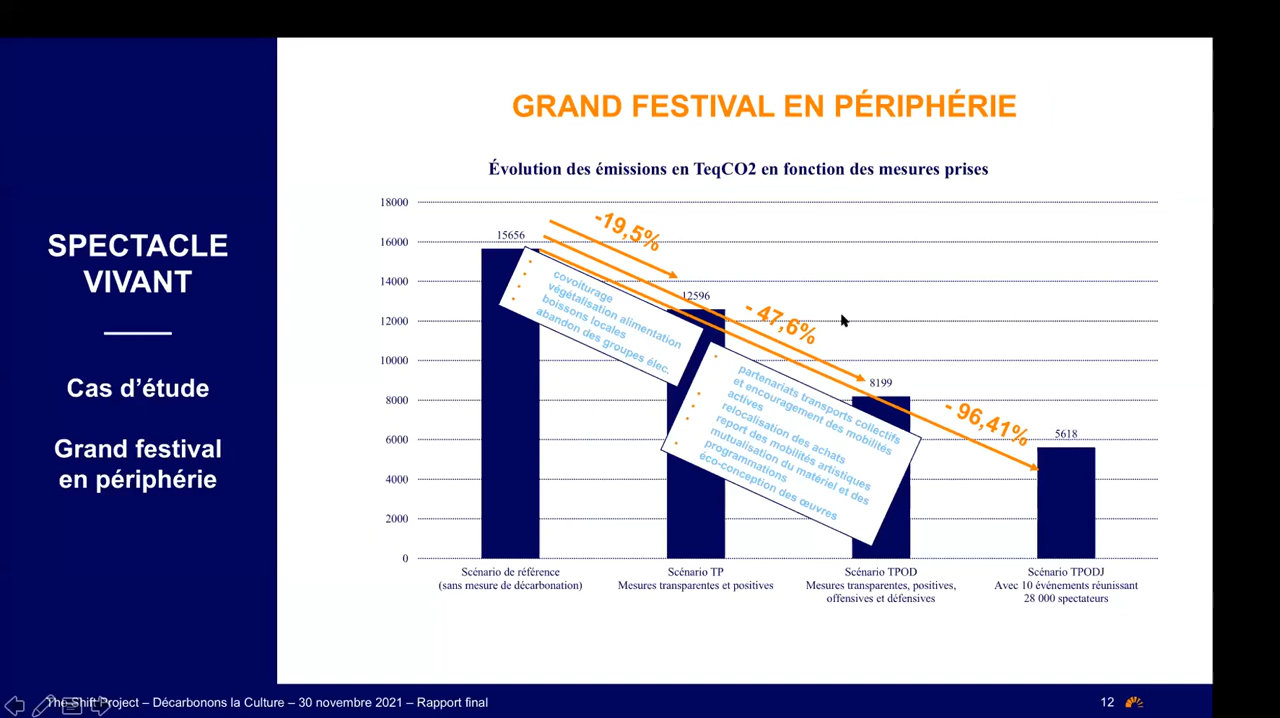 GRAND FESTIVAL EN PÉRIPHÉRIE
Évolution des émissions en TeqCO2 en fonction des mesures prises
SPECTACLE
VIVANT
Cas d’étude
Grand festival
en périphérie
18000
16000
14000
12000
10000
8000
6000
4000
2000
0
15656
12596
8199
5618
-19,5%
- 47,6%
- 96,41%
covoiturage
végétalisation alimentation
boissons locales
abandon des groupes élec.
partenariats transports collectifs
et encouragement des mobilités
actives
relocalisation des achats
report des mobilités artistiques
mutualisation du matériel et des
programmations
éco-conception des œuvres
Scénario de référence
(sans mesure de décarbonation)
Scénario TP
Mesures transparentes et positives
Scénario TPOD
Mesures transparentes, positives,
offensives et défensives
Scénario TPODJ
Avec 10 événements réunissant
28 000 spectateurs
The Shift Project – Décarbonons la Culture – 30 novembre 2021 – Rapport final
12